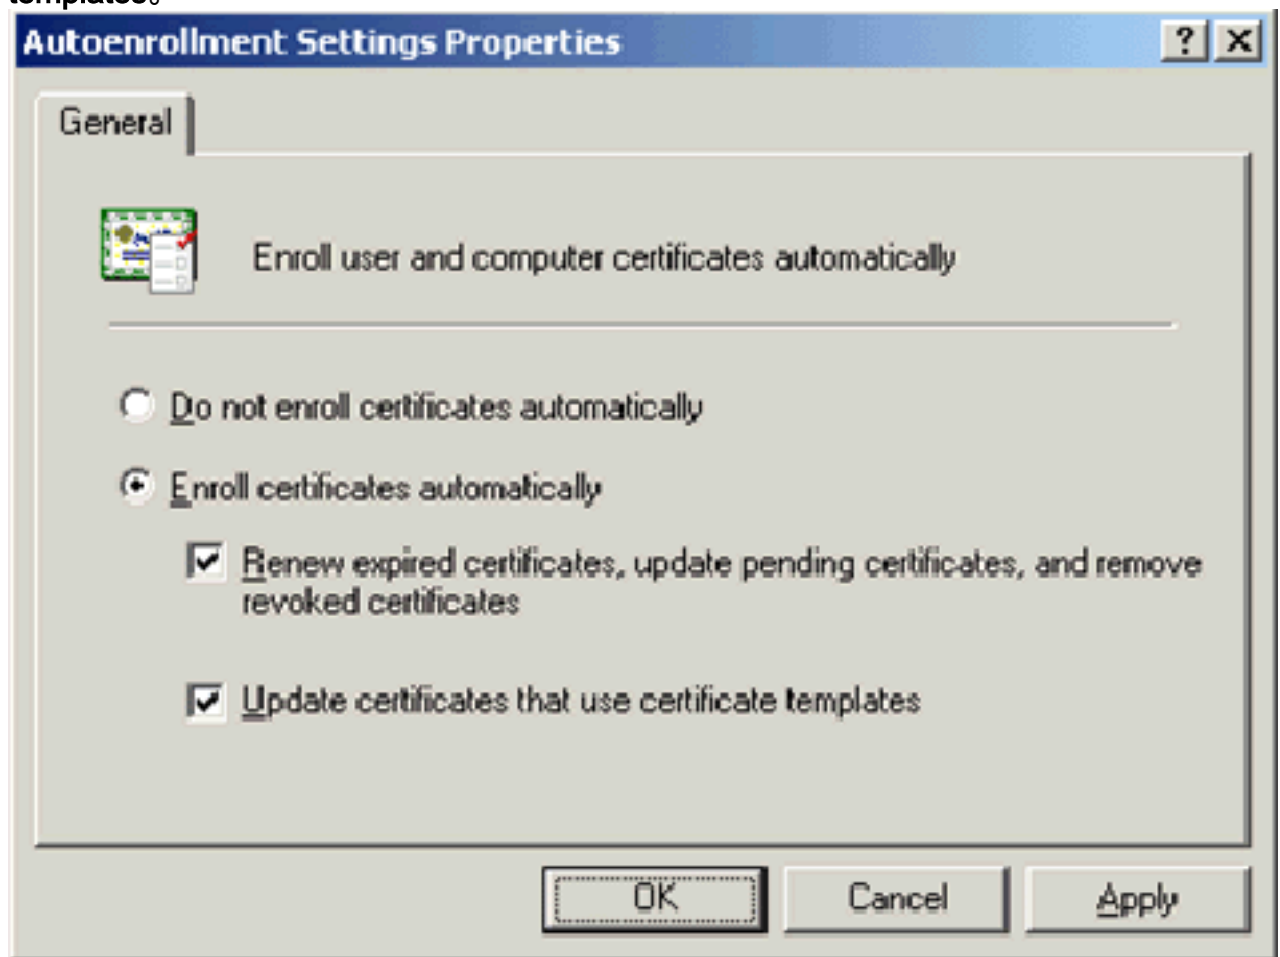 templates。
Autoenrollment Settings Properties
General
Enroll user and computer certificates automatically
Do not enroll certificates automatically
Enroll certificates automatically
Renew expired certificates, update pending certificates, and remove
revoked certificates
Update certificates that use certificate templates
OK Cancel Apply